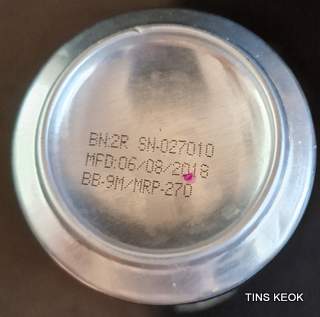 BN:2R SN-027010
MFD:06/08/2018
BB-9M/MRP-270
TINS KEOK